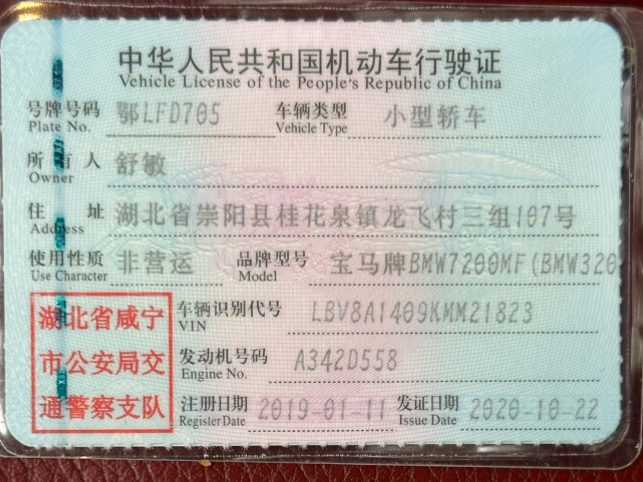 中华人民共和国机动车行驶证
Vehicle License of the People's Republic of China
号牌号码 鄂LFD705 车辆类型 小型轿车
Plate No. Vehicle Type
所有人 舒敏
Owner
住址 湖北省崇阳县桂花泉镇龙飞村三组107号
Address
使用性质 非营运 品牌型号 宝马牌BMW7200MF(BMW320
Use Character Model
湖北省咸宁 车辆识别代号 LBV8A1409KMM21823
VIN
市公安局交 发动机号码 A342D558
Engine No.
通警察支队 注册日期 2019-01-11 发证日期 2020-10-22
Register Date Issue Date